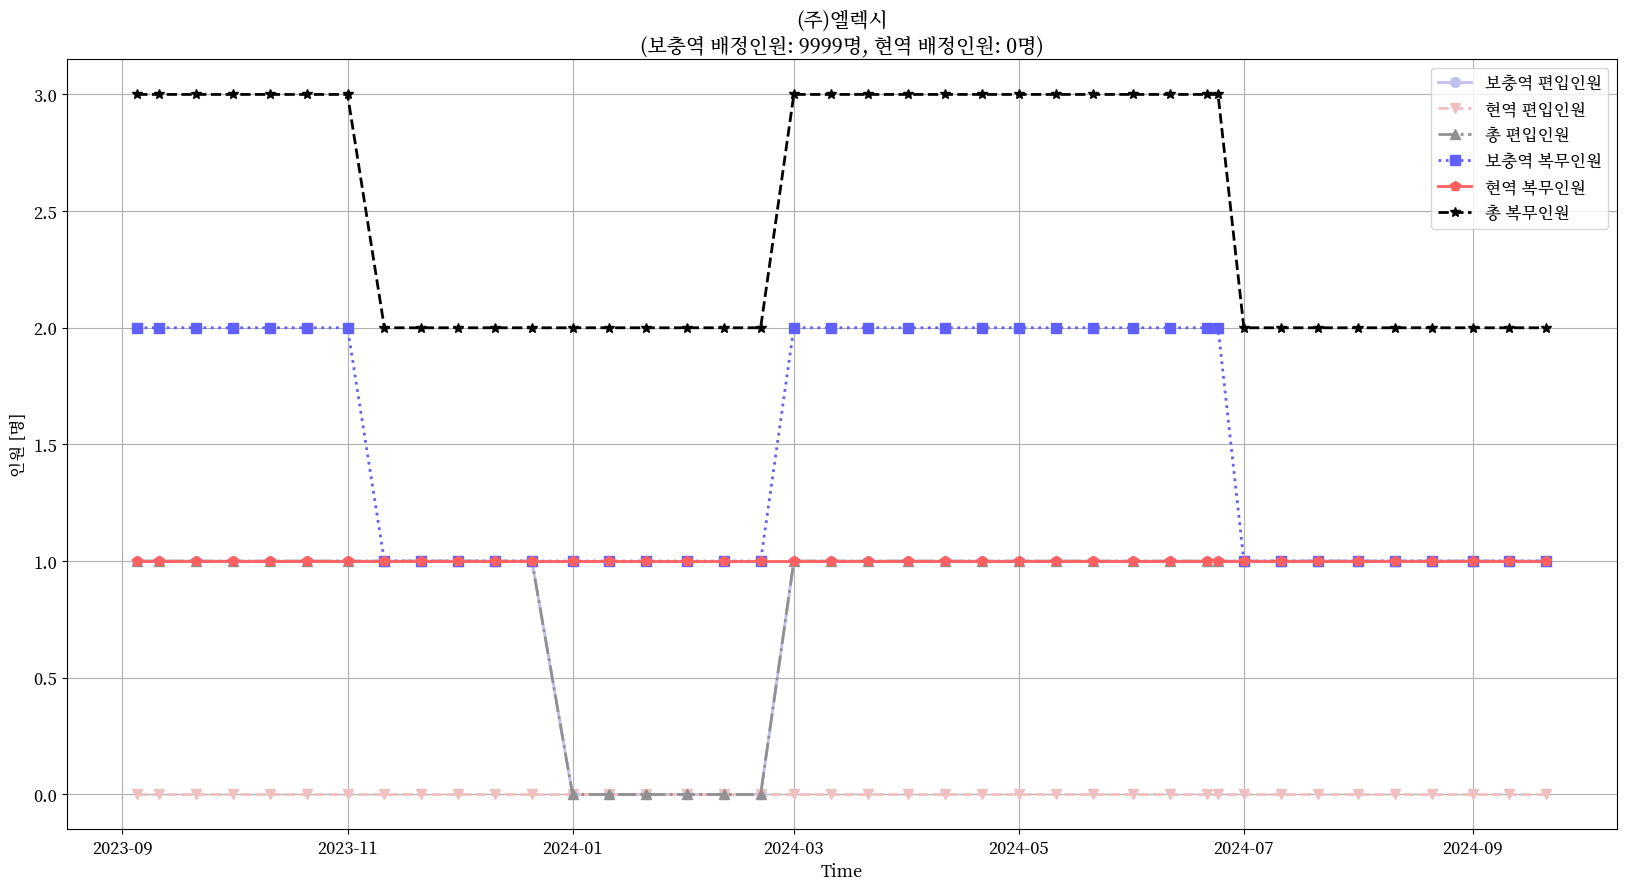 (주)엘렉시
(보충역 배정인원: 9999명, 현역 배정인원: 0명)
보충역 편입인원
현역 편입인원
총 편입인원
보충역 복무인원
현역 복무인원
총 복무인원
인원 [명]
3.0
2.5
2.0
1.5
1.0
0.5
0.0
2023-09
2023-11
2024-01
2024-03
2024-05
2024-07
2024-09
Time